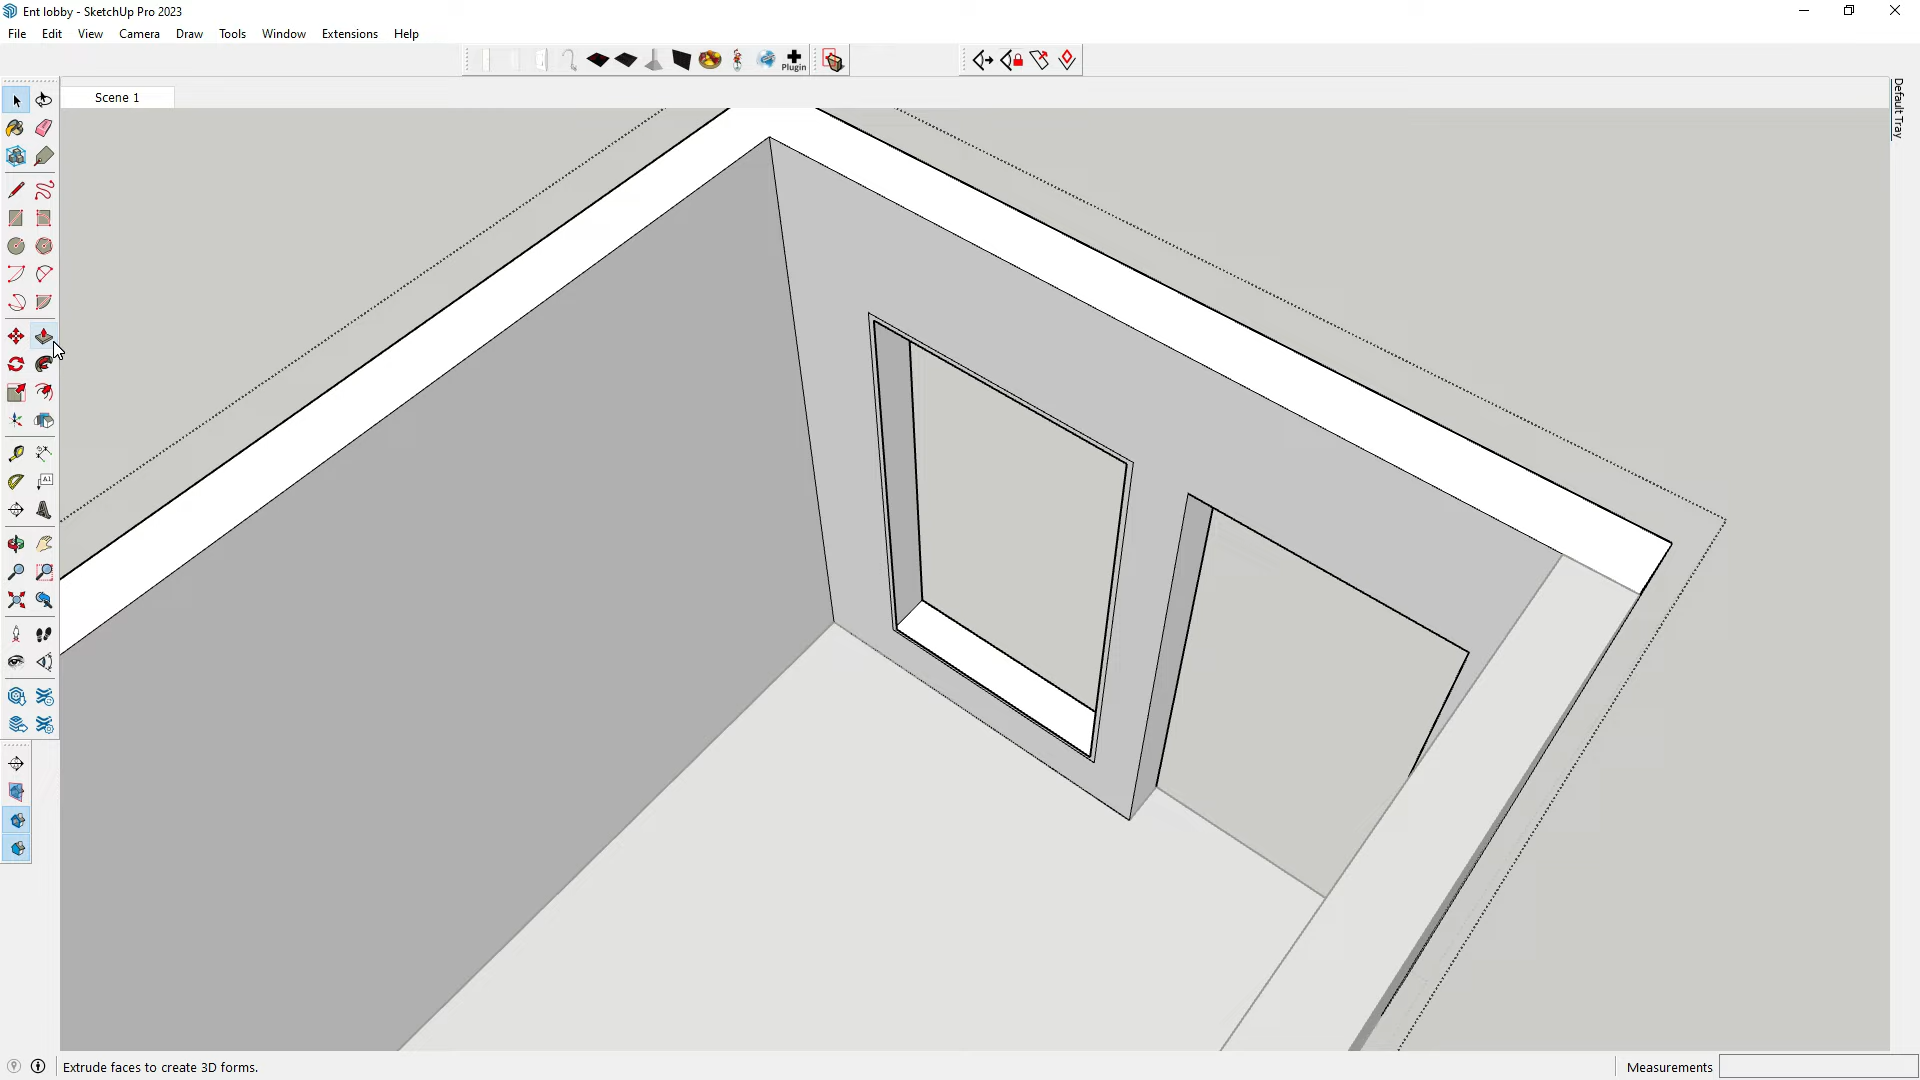 Ent lobby - SketchUp Pro 2023
File Edit View Camera Draw Tools Window Extensions Help
Plugin
Scene 1
Default Tray
A1
Extrude faces to create 3D forms.
Measurements